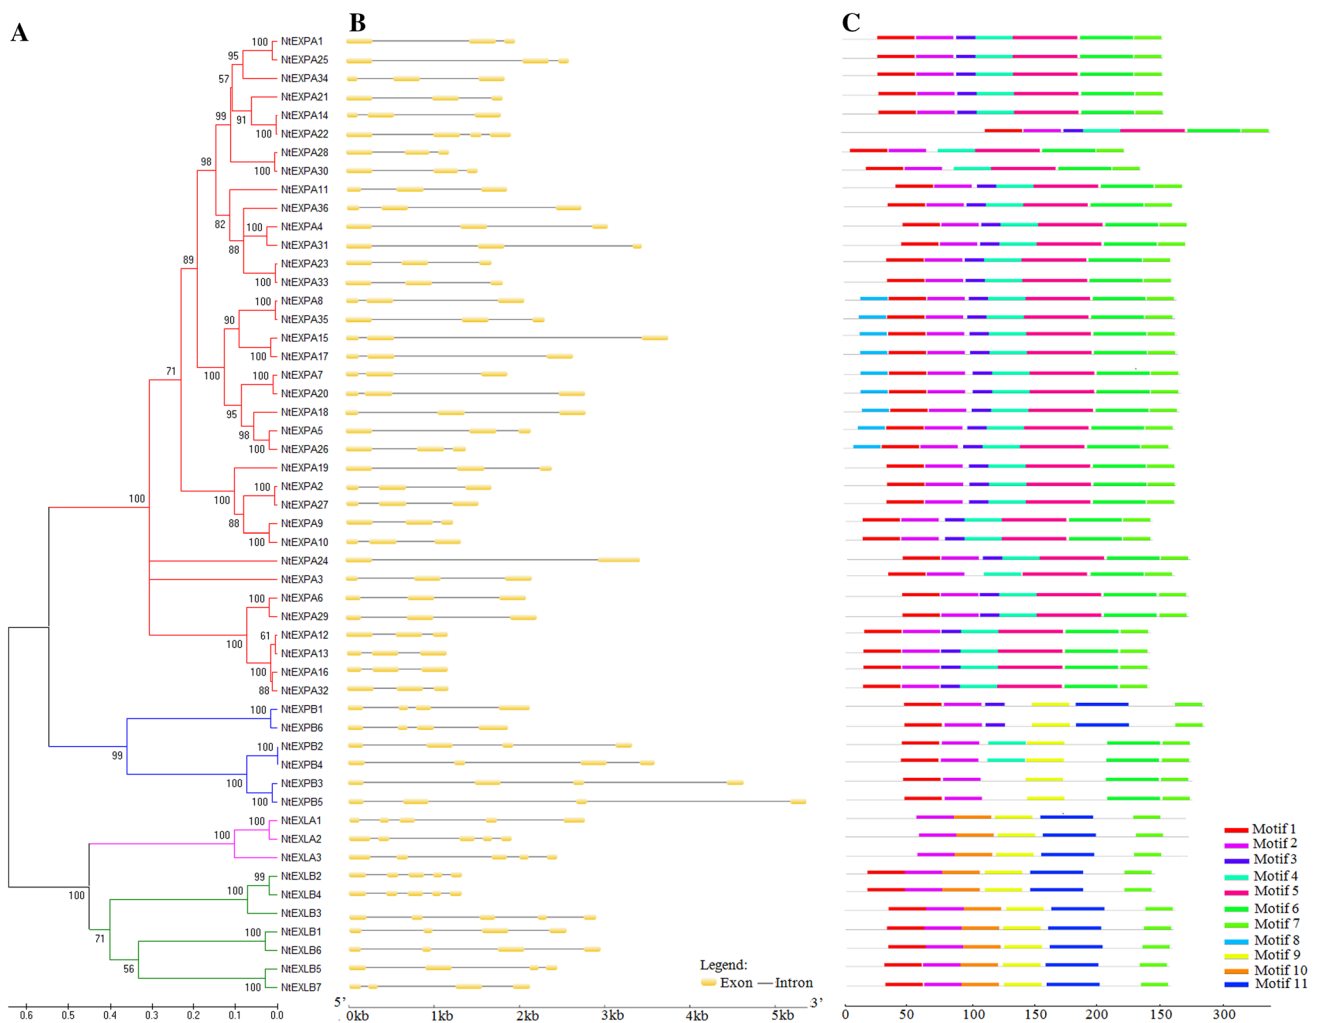 A
B
C
NtEXPA1
NtEXPA25
NtEXPA34
NtEXPA21
NtEXPA14
NtEXPA22
NtEXPA28
NtEXPA30
NtEXPA11
NtEXPA36
NtEXPA4
NtEXPA31
NtEXPA23
NtEXPA33
NtEXPA8
NtEXPA35
NtEXPA15
NtEXPA17
NtEXPA7
NtEXPA20
NtEXPA18
NtEXPA5
NtEXPA26
NtEXPA19
NtEXPA2
NtEXPA27
NtEXPA9
NtEXPA10
NtEXPA24
NtEXPA3
NtEXPA6
NtEXPA29
NtEXPA12
NtEXPA13
NtEXPA16
NtEXPA32
NtEXPB1
NtEXPB6
NtEXPB2
NtEXPB4
NtEXPB3
NtEXPB5
NtEXLA1
NtEXLA2
NtEXLA3
NtEXLB2
NtEXLB4
NtEXLB3
NtEXLB1
NtEXLB6
NtEXLB5
NtEXLB7
100
95
57
99
91
100
98
100
82
100
88
89
100
100
90
100
100
71
100
95
98
100
100
100
88
100
100
100
61
100
100
88
100
99
100
100
100
100
99
100
100
71
100
56
100
0.6 0.5 0.4 0.3 0.2 0.1 0.0
Legend:
Exon Intron
5’ 3’
0kb 1kb 2kb 3kb 4kb 5kb
Motif 1
Motif 2
Motif 3
Motif 4
Motif 5
Motif 6
Motif 7
Motif 8
Motif 9
Motif 10
Motif 11
0 50 100 150 200 250 300